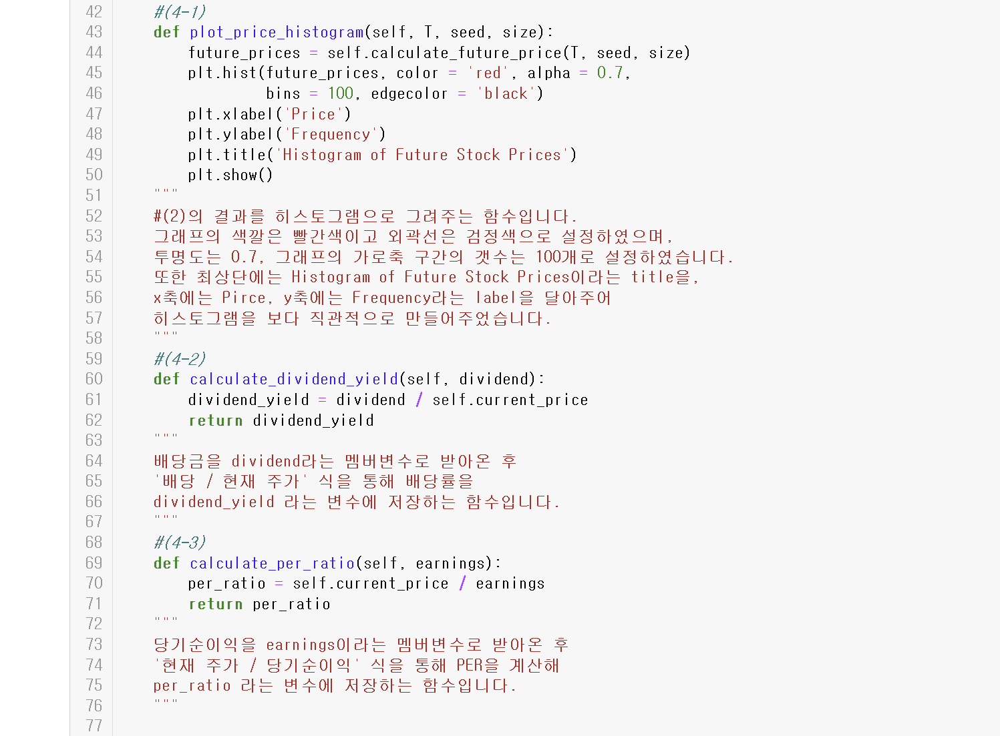 42 #(4-1)
43 def plot_price_histogram(self, T, seed, size):
44 future_prices = self.calculate_future_price(T, seed, size)
45 plt.hist(future_prices, color = 'red', alpha = 0.7,
46 bins = 100, edgecolor = 'black')
47 plt.xlabel('Price')
48 plt.ylabel('Frequency')
49 plt.title('Histogram of Future Stock Prices')
50 plt.show()
51 """
52 #(2)의 결과를 히스토그램으로 그려주는 함수입니다.
53 그래프의 색깔은 빨간색이고 외곽선은 검정색으로 설정하였으며,
54 투명도는 0.7, 그래프의 가로축 구간의 갯수는 100개로 설정하였습니다.
55 또한 최상단에는 Histogram of Future Stock Prices이라는 title을,
56 x축에는 Pirce, y축에는 Frequency라는 label을 달아주어
57 히스토그램을 보다 직관적으로 만들어주었습니다.
58 """
59 #(4-2)
60 def calculate_dividend_yield(self, dividend):
61 dividend_yield = dividend / self.current_price
62 return dividend_yield
63 """
64 배당금을 dividend라는 멤버변수로 받아온 후
65 '배당 / 현재 주가' 식을 통해 배당률을
66 dividend_yield 라는 변수에 저장하는 함수입니다.
67 """
68 #(4-3)
69 def calculate_per_ratio(self, earnings):
70 per_ratio = self.current_price / earnings
71 return per_ratio
72 """
73 당기순이익을 earnings이라는 멤버변수로 받아온 후
74 '현재 주가 / 당기순이익' 식을 통해 PER을 계산해
75 per_ratio 라는 변수에 저장하는 함수입니다.
76 """
77